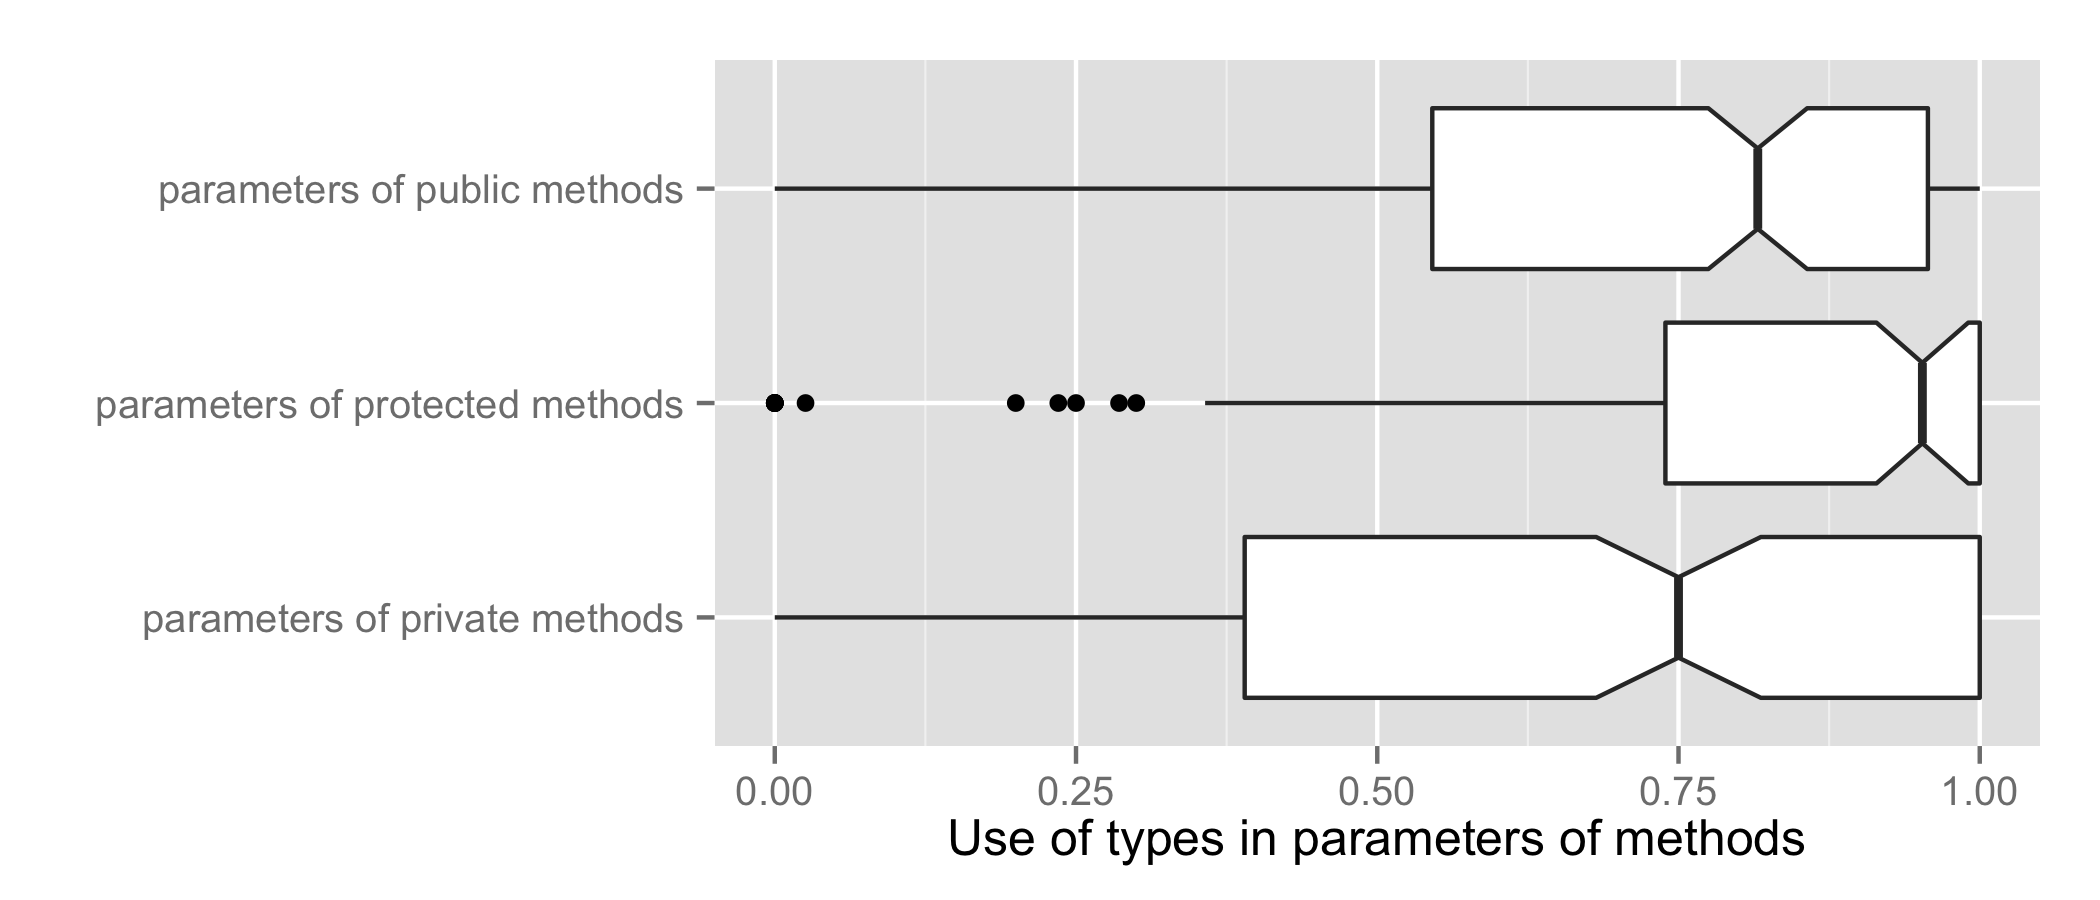 parameters of public methods
parameters of protected methods
parameters of private methods
0.00 0.25 0.50 0.75 1.00
Use of types in parameters of methods